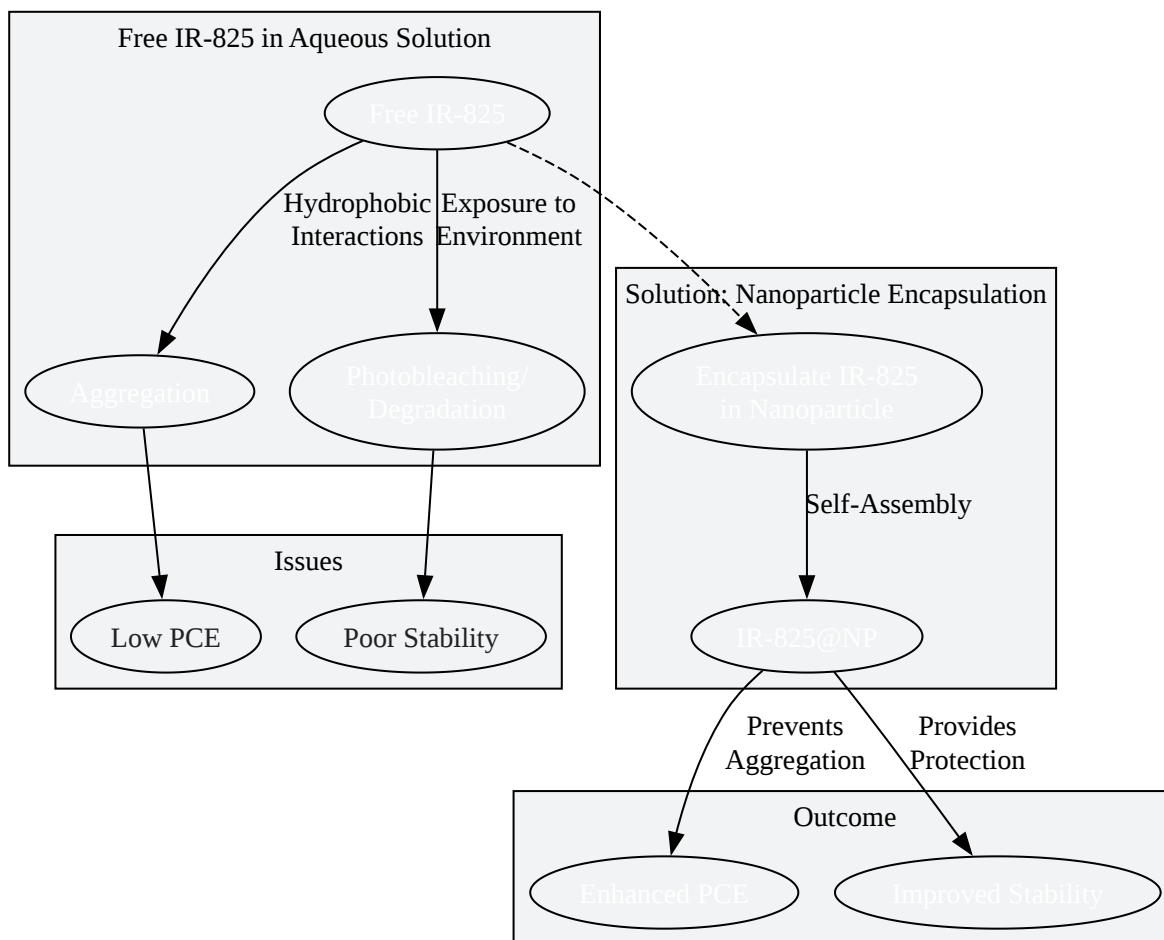 Free IR-825 in Aqueous Solution
Free IR-825
Hydrophobic
Interactions
Exposure to
Environment
Aggregation
Photobleaching/
Degradation
Solution: Nanoparticle Encapsulation
Encapsulate IR-825
in Nanoparticle
Self-Assembly
IR-825@NP
Issues
Low PCE
Poor Stability
Prevents
Aggregation
Provides
Protection
Outcome
Enhanced PCE
Improved Stability